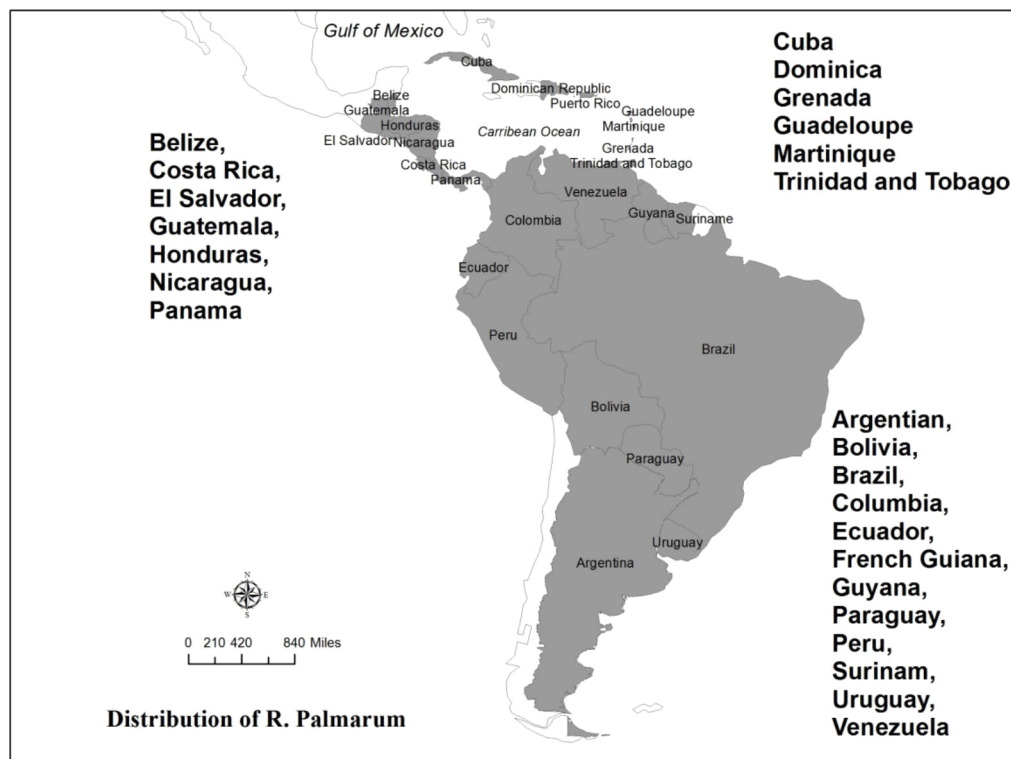 Gulf of Mexico
Cuba
Dominican Republic
Puerto Rico
Belize
Guatemala
Honduras
El Salvador
Nicaragua
Costa Rica
Panama
Carribean Ocean
Guadeloupe
Martinique
Grenada
Trinidad and Tobago
Venezuela
Colombia
Guyana
Suriname
Ecuador
Peru
Brazil
Bolivia
Paraguay
Uruguay
Argentina
Cuba
Dominica
Grenada
Guadeloupe
Martinique
Trinidad and Tobago
Belize,
Costa Rica,
El Salvador,
Guatemala,
Honduras,
Nicaragua,
Panama
Argentian,
Bolivia,
Brazil,
Columbia,
Ecuador,
French Guiana,
Guyana,
Paraguay,
Peru,
Surinam,
Uruguay,
Venezuela
N
W E
S
0 210 420 840 Miles
Distribution of R. Palmarum